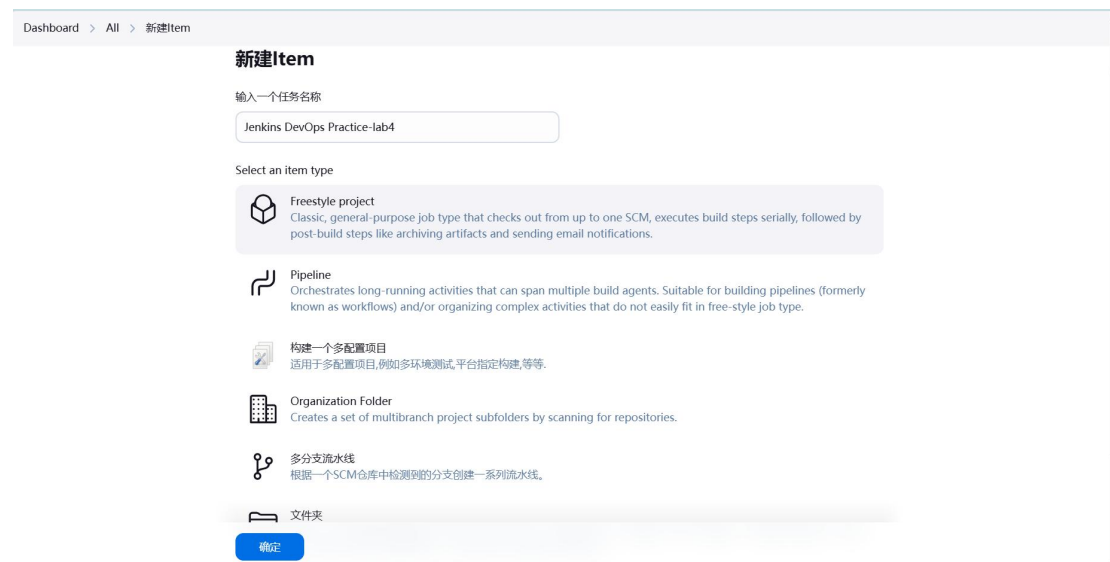 Dashboard > All > 新建Item
新建Item
输入一个任务名称
Jenkins DevOps Practice-lab4
Select an item type
Freestyle project
Classic, general-purpose job type that checks out from up to one SCM, executes build steps serially, followed by
post-build steps like archiving artifacts and sending email notifications.
Pipeline
Orchestrates long-running activities that can span multiple build agents. Suitable for building pipelines (formerly
known as workflows) and/or organizing complex activities that do not easily fit in free-style job type.
构建一个多配置项目
适用于多配置项目,例如多环境测试,平台指定构建,等等.
Organization Folder
Creates a set of multibranch project subfolders by scanning for repositories.
多分支流水线
根据一个SCM仓库中检测到的分支创建一系列流水线。
文件夹
确定